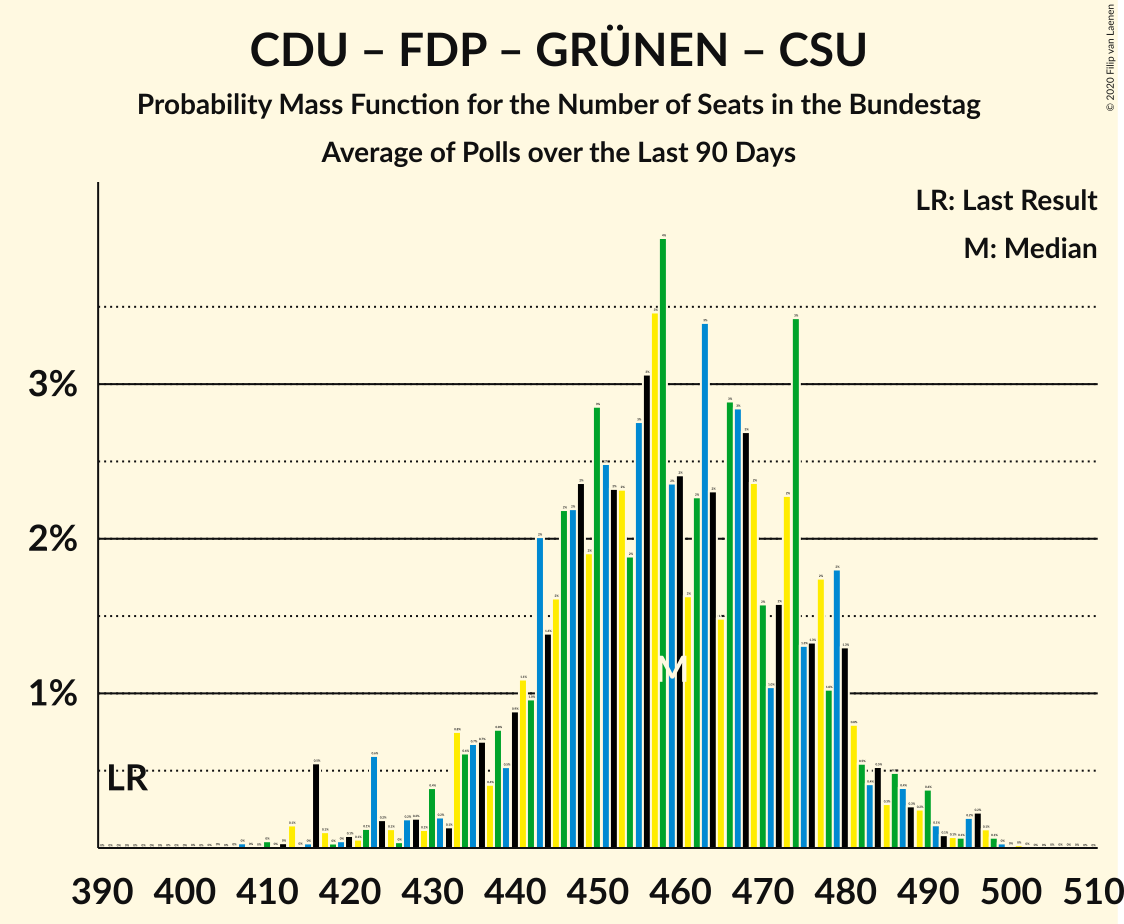 CDU – FDP – GRÜNEN – CSU
Probability Mass Function for the Number of Seats in the Bundestag
Average of Polls over the Last 90 Days
© 2020 Filip van Laenen
LR: Last Result
M: Median
3%
2%
1%
LR
M
390 400 410 420 430 440 450 460 470 480 490 500 510